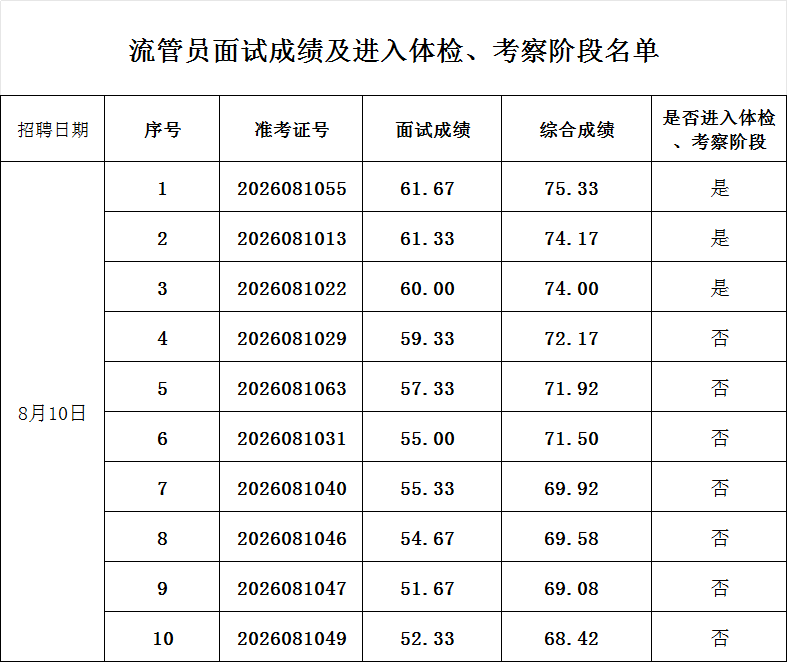 流管员面试成绩及进入体检、考察阶段名单
招聘日期 序号 准考证号 面试成绩 综合成绩 是否进入体检
、考察阶段
8月10日
1 2026081055 61.67 75.33 是
2 2026081013 61.33 74.17 是
3 2026081022 60.00 74.00 是
4 2026081029 59.33 72.17 否
5 2026081063 57.33 71.92 否
6 2026081031 55.00 71.50 否
7 2026081040 55.33 69.92 否
8 2026081046 54.67 69.58 否
9 2026081047 51.67 69.08 否
10 2026081049 52.33 68.42 否